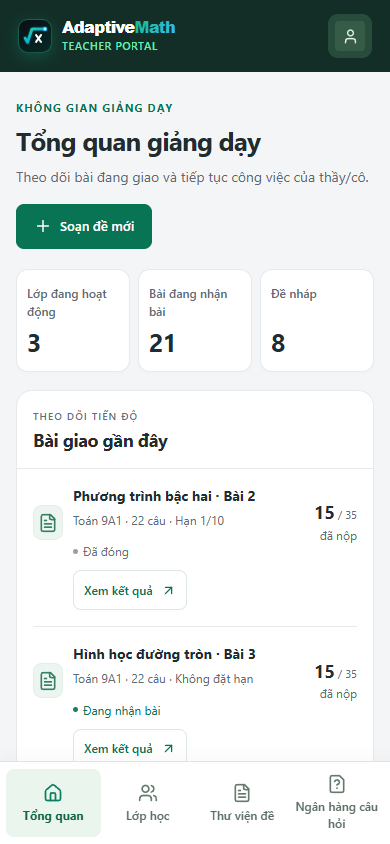 AdaptiveMath
TEACHER PORTAL
KHÔNG GIAN GIẢNG DẠY
Tổng quan giảng dạy
Theo dõi bài đang giao và tiếp tục công việc của thầy/cô.
Soạn đề mới
Lớp đang hoạt
động
3
Bài đang nhận
bài
21
Đề nháp
8
THEO DÕI TIẾN ĐỘ
Bài giao gần đây
Phương trình bậc hai · Bài 2
Toán 9A1 · 22 câu · Hạn 1/10
Đã đóng
15 / 35
đã nộp
Xem kết quả
Hình học đường tròn · Bài 3
Toán 9A1 · 22 câu · Không đặt hạn
Đang nhận bài
15 / 35
đã nộp
Xem kết quả
Tổng quan
Lớp học
Thư viện đề
Ngân hàng câu
hỏi